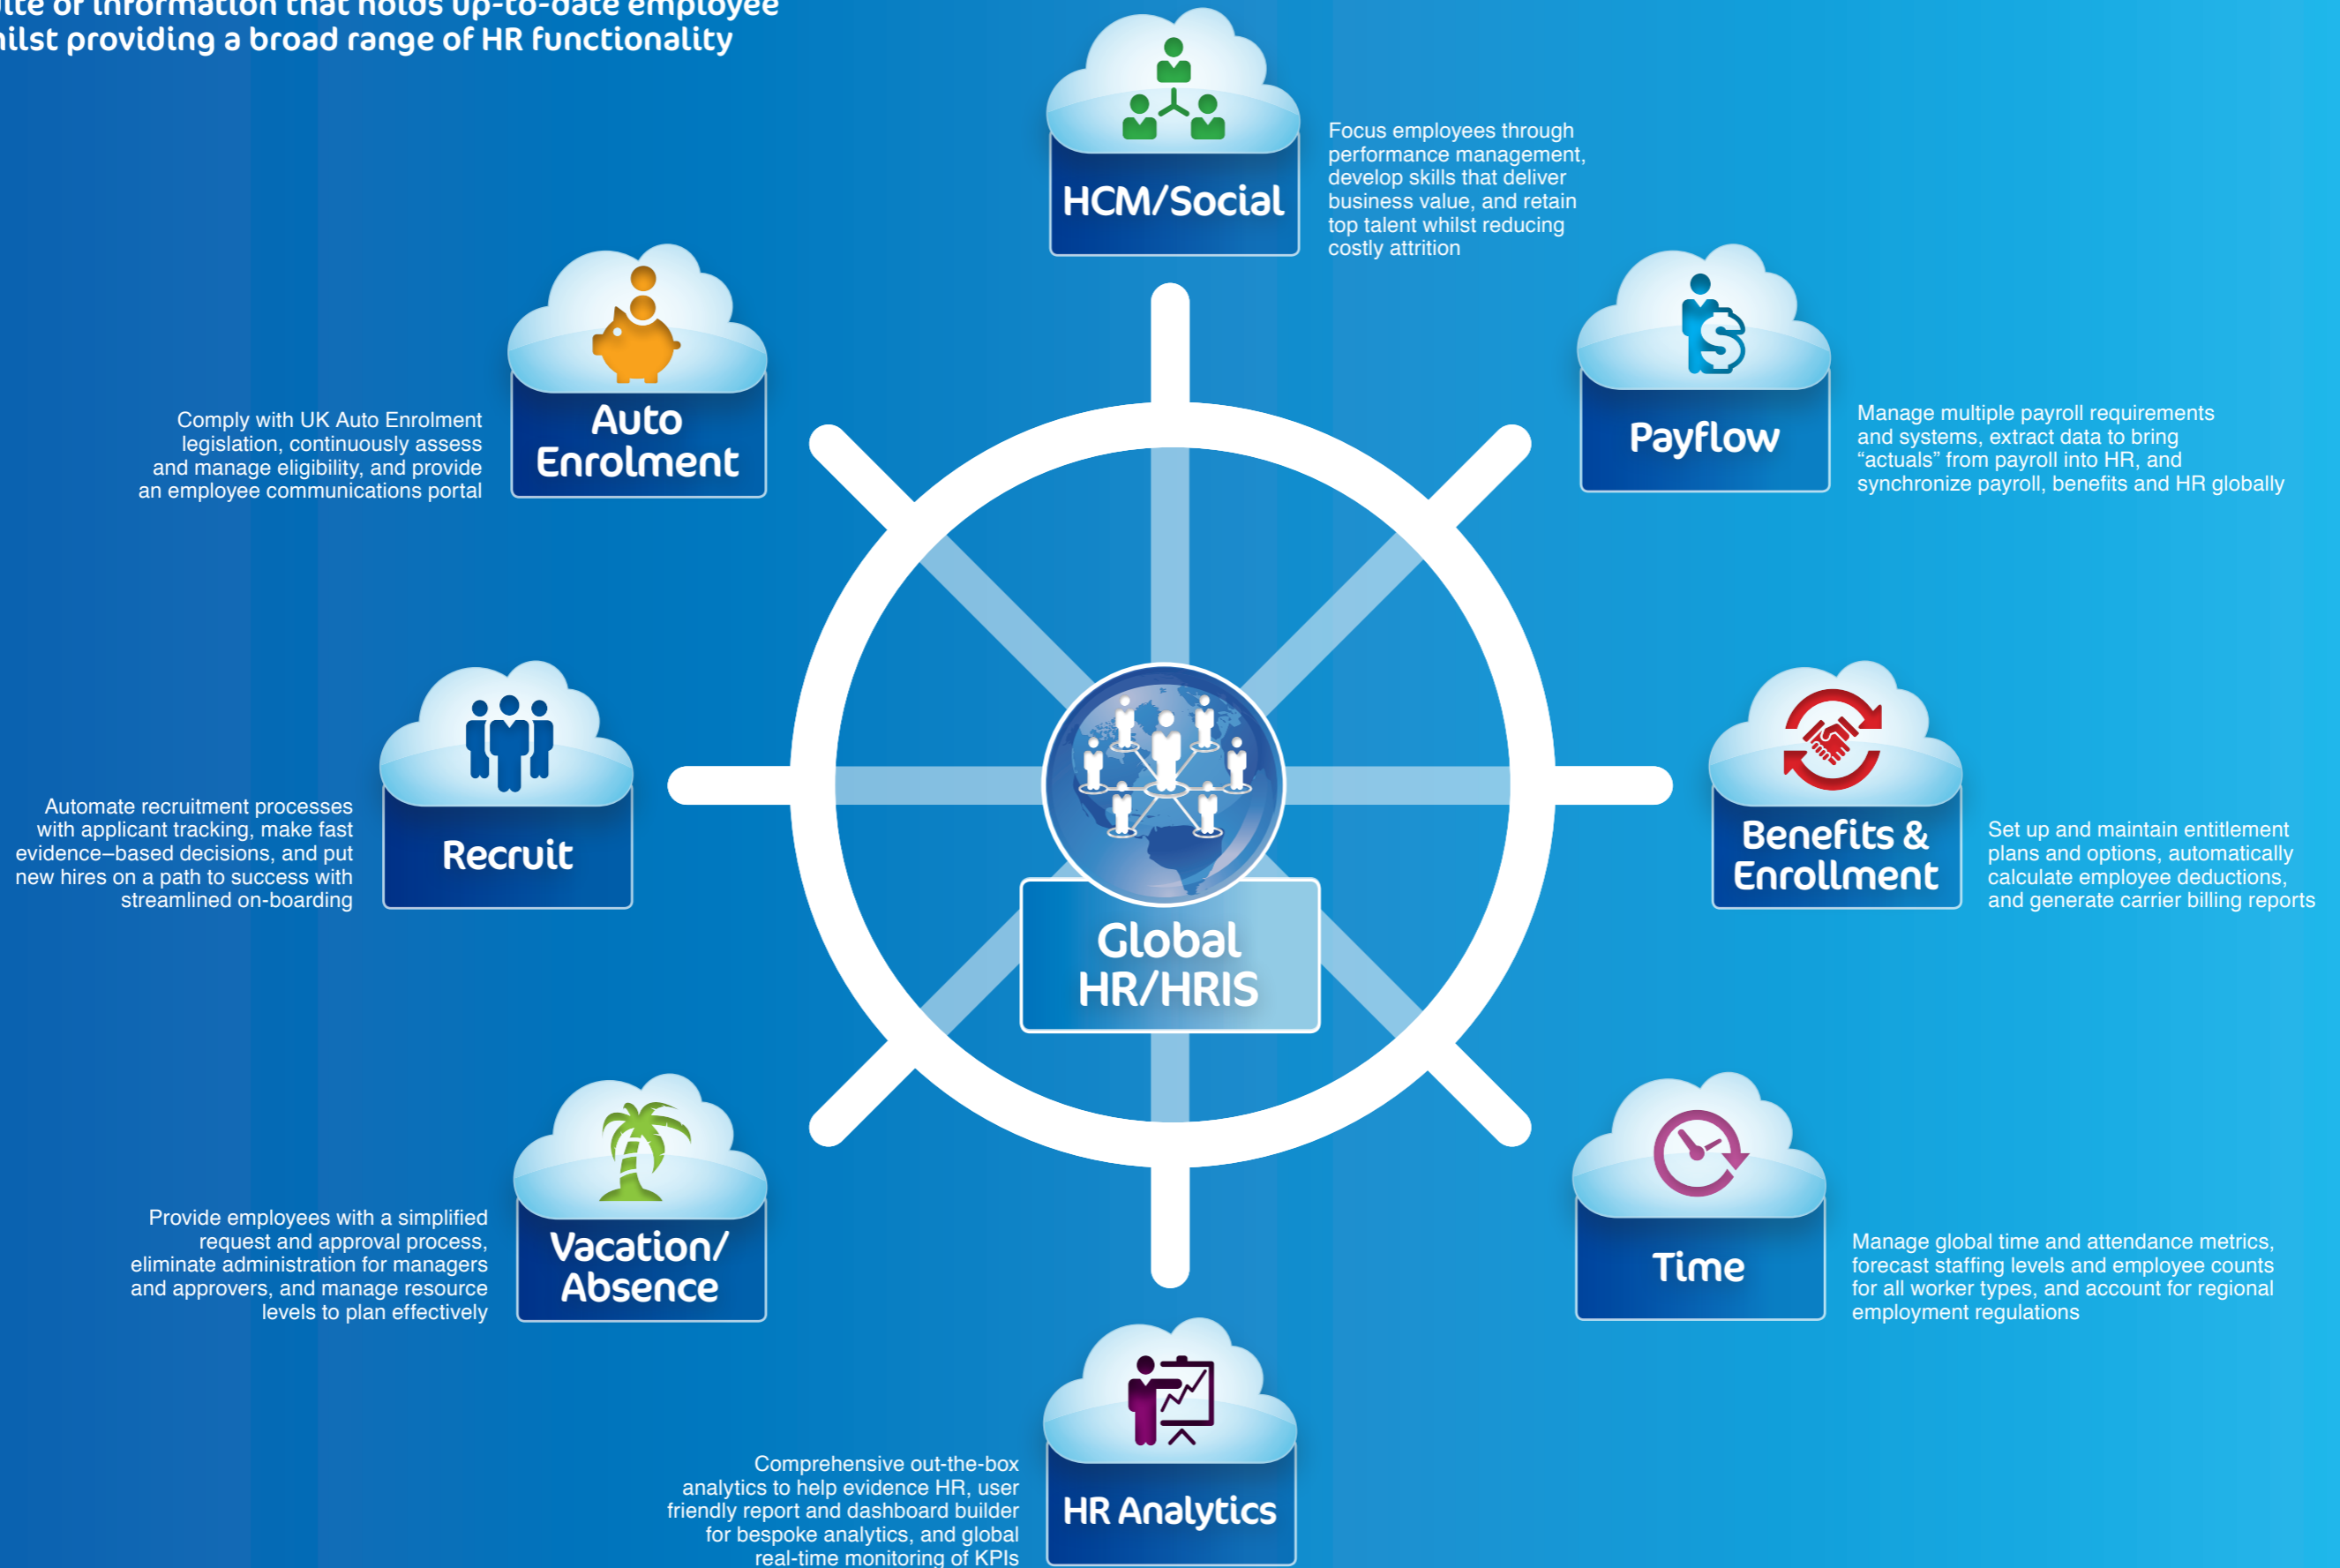 of information that holds up-to-date employee
providing a broad range of HR functionality
HCM/Social
Focus employees through
performance management,
develop skills that deliver
business value, and retain
top talent whilst reducing
costly attrition
Auto
Enrolment
Comply with UK Auto Enrolment
legislation, continuously assess
and manage eligibility, and provide
an employee communications portal
Payflow
Manage multiple payroll requirements
and systems, extract data to bring
“actuals” from payroll into HR, and
synchronize payroll, benefits and HR globally
Recruit
Automate recruitment processes
with applicant tracking, make fast
evidence–based decisions, and put
new hires on a path to success with
streamlined on-boarding
Global
HR/HRIS
Benefits &
Enrollment
Set up and maintain entitlement
plans and options, automatically
calculate employee deductions,
and generate carrier billing reports
Vacation/
Absence
Provide employees with a simplified
request and approval process,
eliminate administration for managers
and approvers, and manage resource
levels to plan effectively
Time
Manage global time and attendance metrics,
forecast staffing levels and employee counts
for all worker types, and account for regional
employment regulations
HR Analytics
Comprehensive out-the-box
analytics to help evidence HR, user
friendly report and dashboard builder
for bespoke analytics, and global
real-time monitoring of KPIs